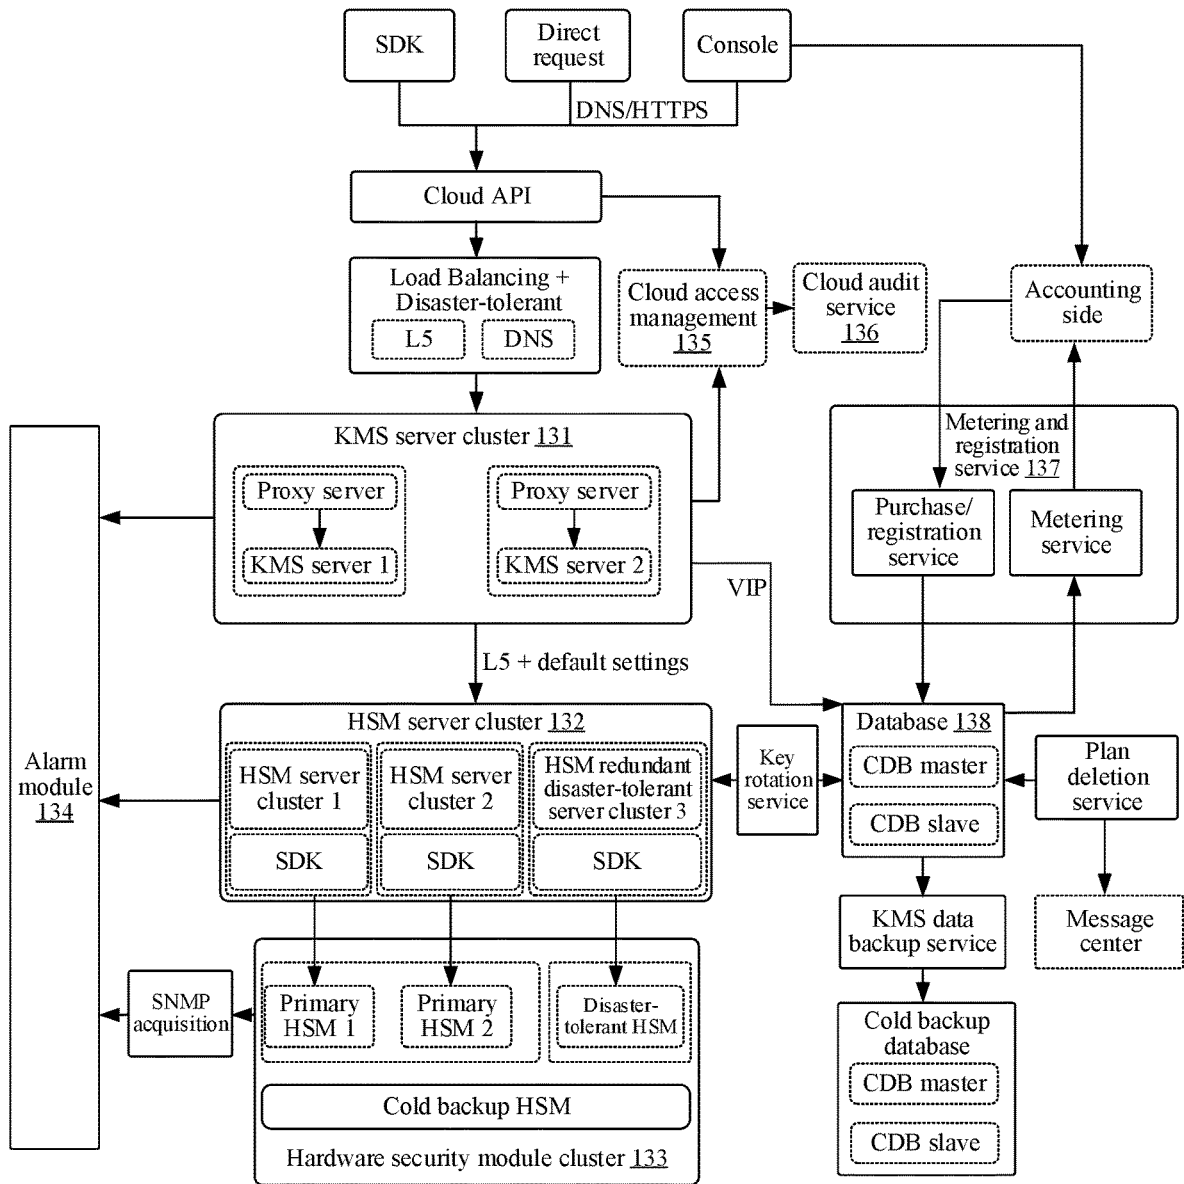 SDK
Direct
request
Console
DNS/HTTPS
Cloud API
Load Balancing +
Disaster-tolerant
L5
DNS
Cloud access
management
135
Cloud audit
service
136
Accounting
side
KMS server cluster 131
Proxy server
KMS server 1
Proxy server
KMS server 2
Metering and
registration
service 137
Purchase/
registration
service
Metering
service
VIP
L5 + default settings
Alarm
module
134
HSM server cluster 132
HSM server
cluster 1
SDK
HSM server
cluster 2
SDK
HSM redundant
disaster-tolerant
server cluster 3
SDK
Key
rotation
service
Database 138
CDB master
CDB slave
Plan
deletion
service
KMS data
backup service
Message
center
SNMP
acquisition
Primary
HSM 1
Primary
HSM 2
Disaster-
tolerant HSM
Cold backup HSM
Hardware security module cluster 133
Cold backup
database
CDB master
CDB slave